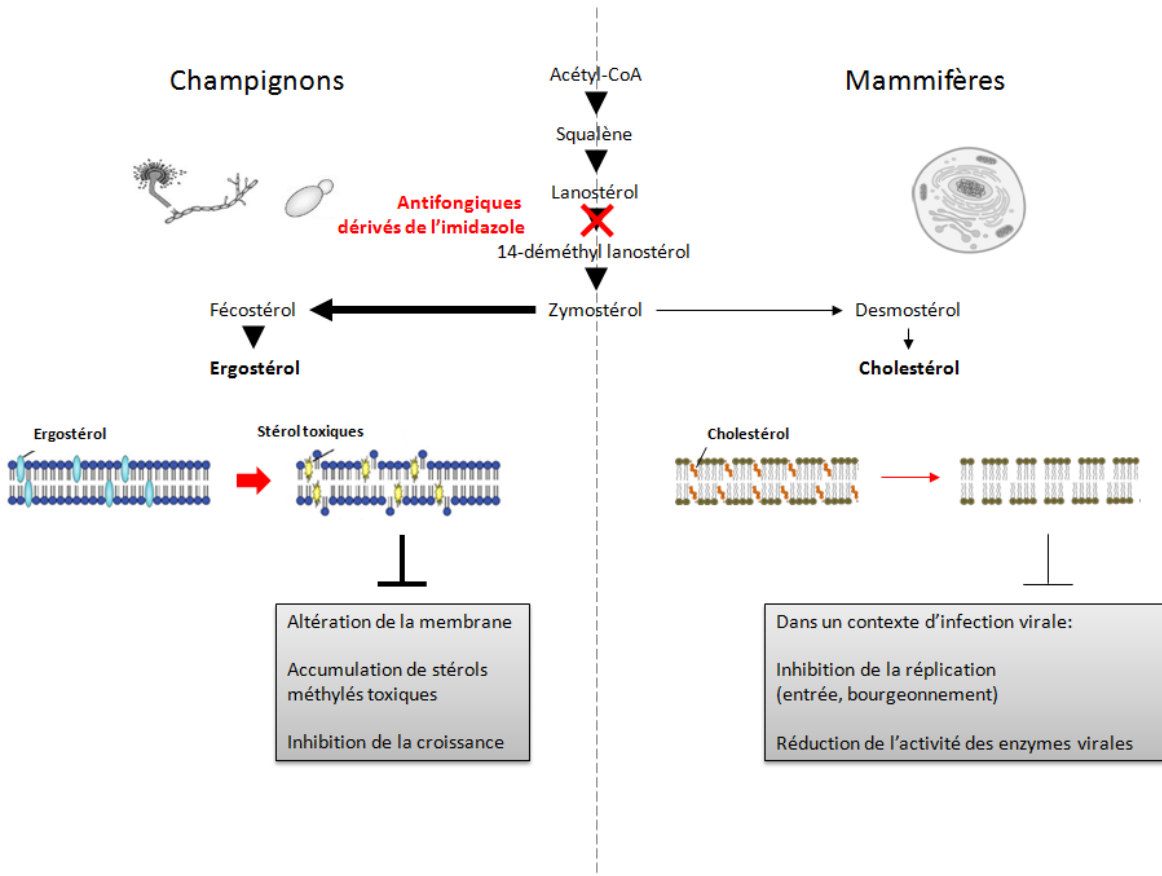 Champignons
Mammifères
Acétyl-CoA
Squalène
Lanostérol
Antifongiques
dérivés de l'imidazole
14-déméthyl lanostérol
Fécostérol
Zymostérol
Desmostérol
Ergostérol
Cholestérol
Ergostérol
Stérol toxiques
Cholestérol
Altération de la membrane
Accumulation de stérols
méthylés toxiques
Inhibition de la croissance
Dans un contexte d'infection virale:
Inhibition de la réplication
(entrée, bourgeonnement)
Réduction de l'activité des enzymes virales